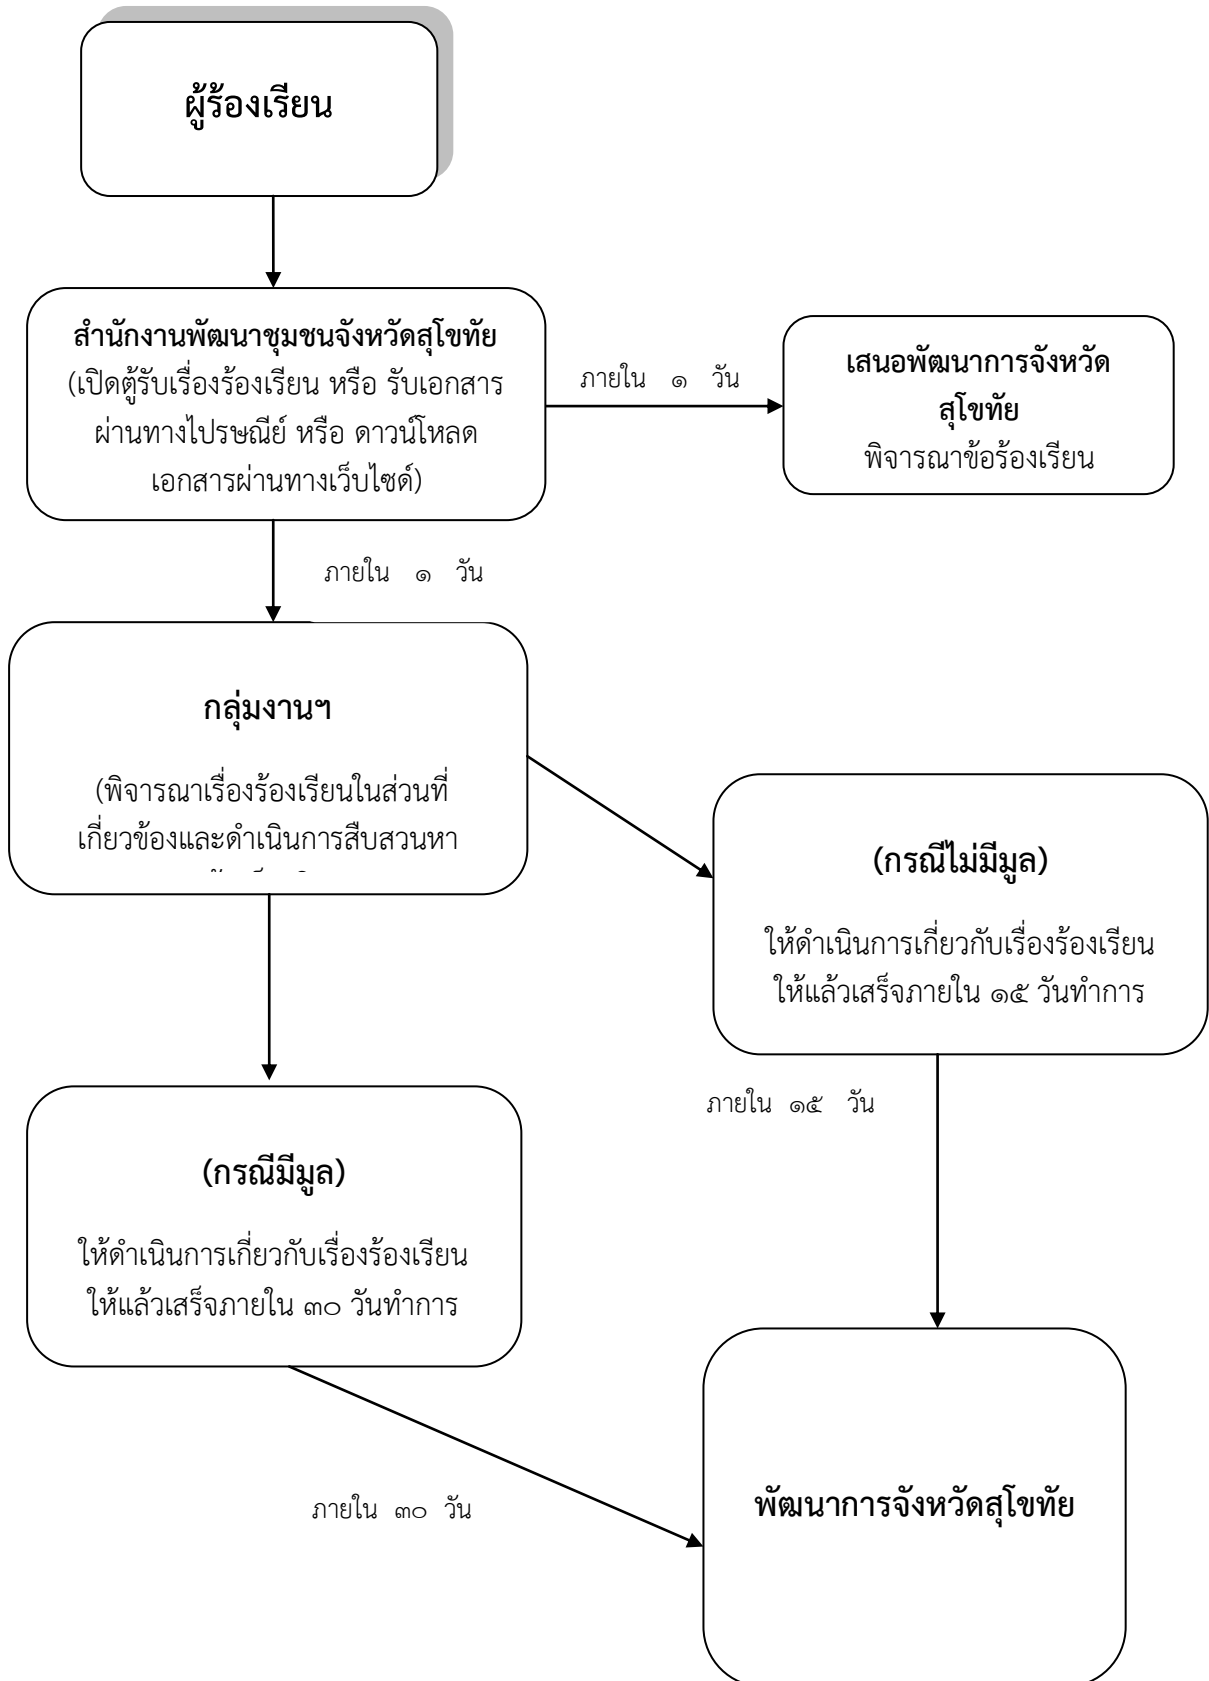 ผู้ร้องเรียน
สำนักงานพัฒนาชุมชนจังหวัดสุโขทัย
(เปิดตู้รับเรื่องร้องเรียน หรือ รับเอกสาร
ผ่านทางไปรษณีย์ หรือ ดาวน์โหลด
เอกสารผ่านทางเว็บไซด์)
ภายใน ๑ วัน
เสนอพัฒนาการจังหวัด
สุโขทัย
พิจารณาข้อร้องเรียน
ภายใน ๑ วัน
กลุ่มงานฯ
(พิจารณาเรื่องร้องเรียนในส่วนที่
เกี่ยวข้องและดำเนินการสืบสวนหา
(กรณีไม่มีมูล)
ให้ดำเนินการเกี่ยวกับเรื่องร้องเรียน
ให้แล้วเสร็จภายใน ๑๕ วันทำการ
ภายใน ๑๕ วัน
(กรณีมีมูล)
ให้ดำเนินการเกี่ยวกับเรื่องร้องเรียน
ให้แล้วเสร็จภายใน ๓๐ วันทำการ
ภายใน ๓๐ วัน
พัฒนาการจังหวัดสุโขทัย